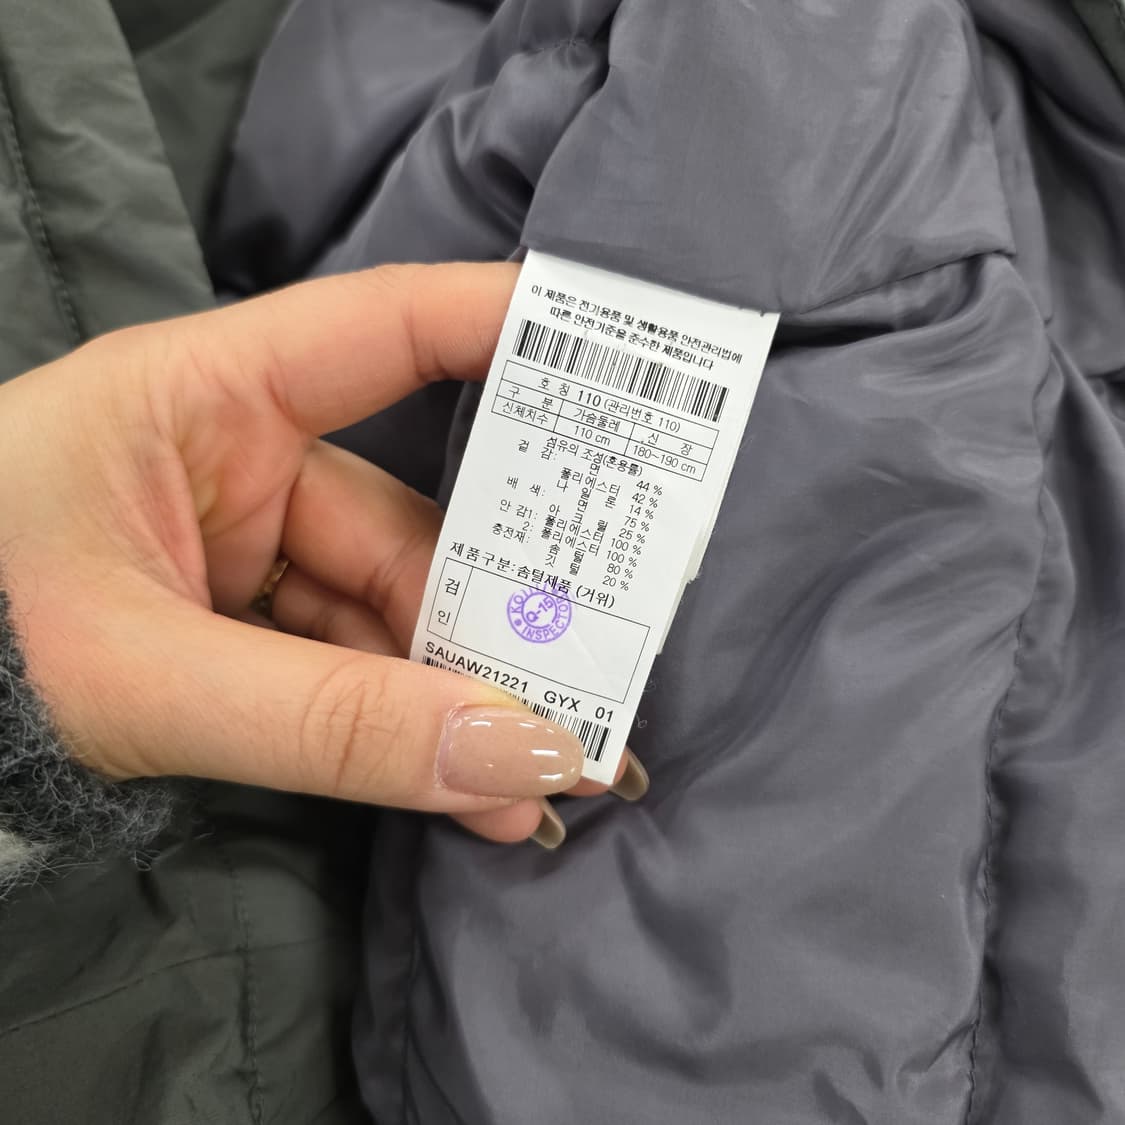 이 제품은 전기용품 및 생활용품 안전관리법에
따른 안전기준을 준수한 제품입니다
호 칭 110 (관리번호 110)
구 분 가슴둘레 신 장
신체치수 110 cm 180~190 cm
섬유의 조성(혼용률)
겉 감: 면 44 %
폴리에스터 42 %
나 일 론 14 %
배 색: 면 75 %
아 크 릴 25 %
안 감1: 폴리에스터 100 %
2: 폴리에스터 100 %
충전재: 솜 털 80 %
깃 털 20 %
제품구분: 솜털제품 (거위)
검
인
Q-15
INSPECTOR
SAUAW21221 GYX 01